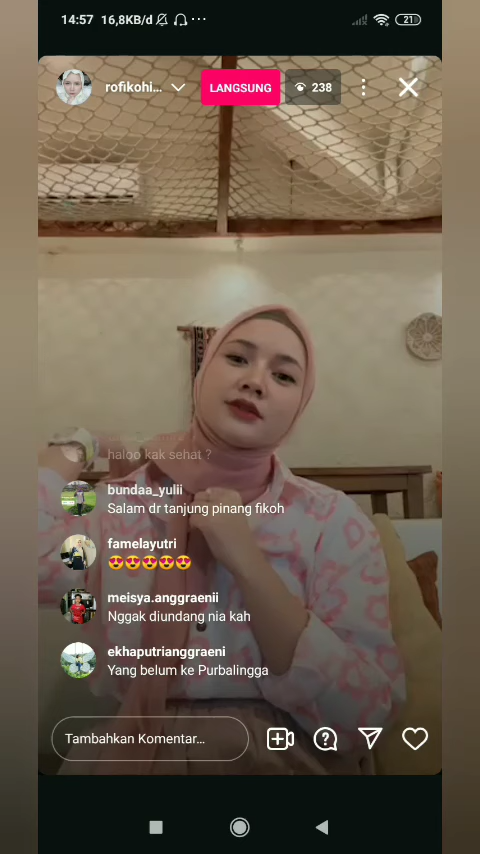 14:57 16,8KB/d
21
rofikohi...
LANGSUNG
238
haloo kak sehat ?
bundaa_yulii
Salam dr tanjung pinang fikoh
famelayutri
😍😍😍😍😍
meisya.anggraenii
Nggak diundang nia kah
ekhaputrianggraeni
Yang belum ke Purbalingga
Tambahkan Komentar...